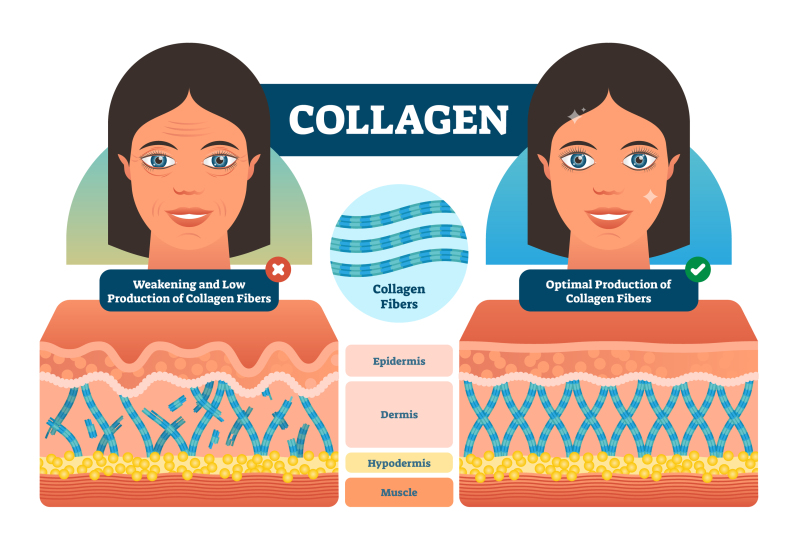 COLLAGEN
Weakening and Low
Production of Collagen Fibers
Collagen
Fibers
Optimal Production of
Collagen Fibers
Epidermis
Dermis
Hypodermis
Muscle